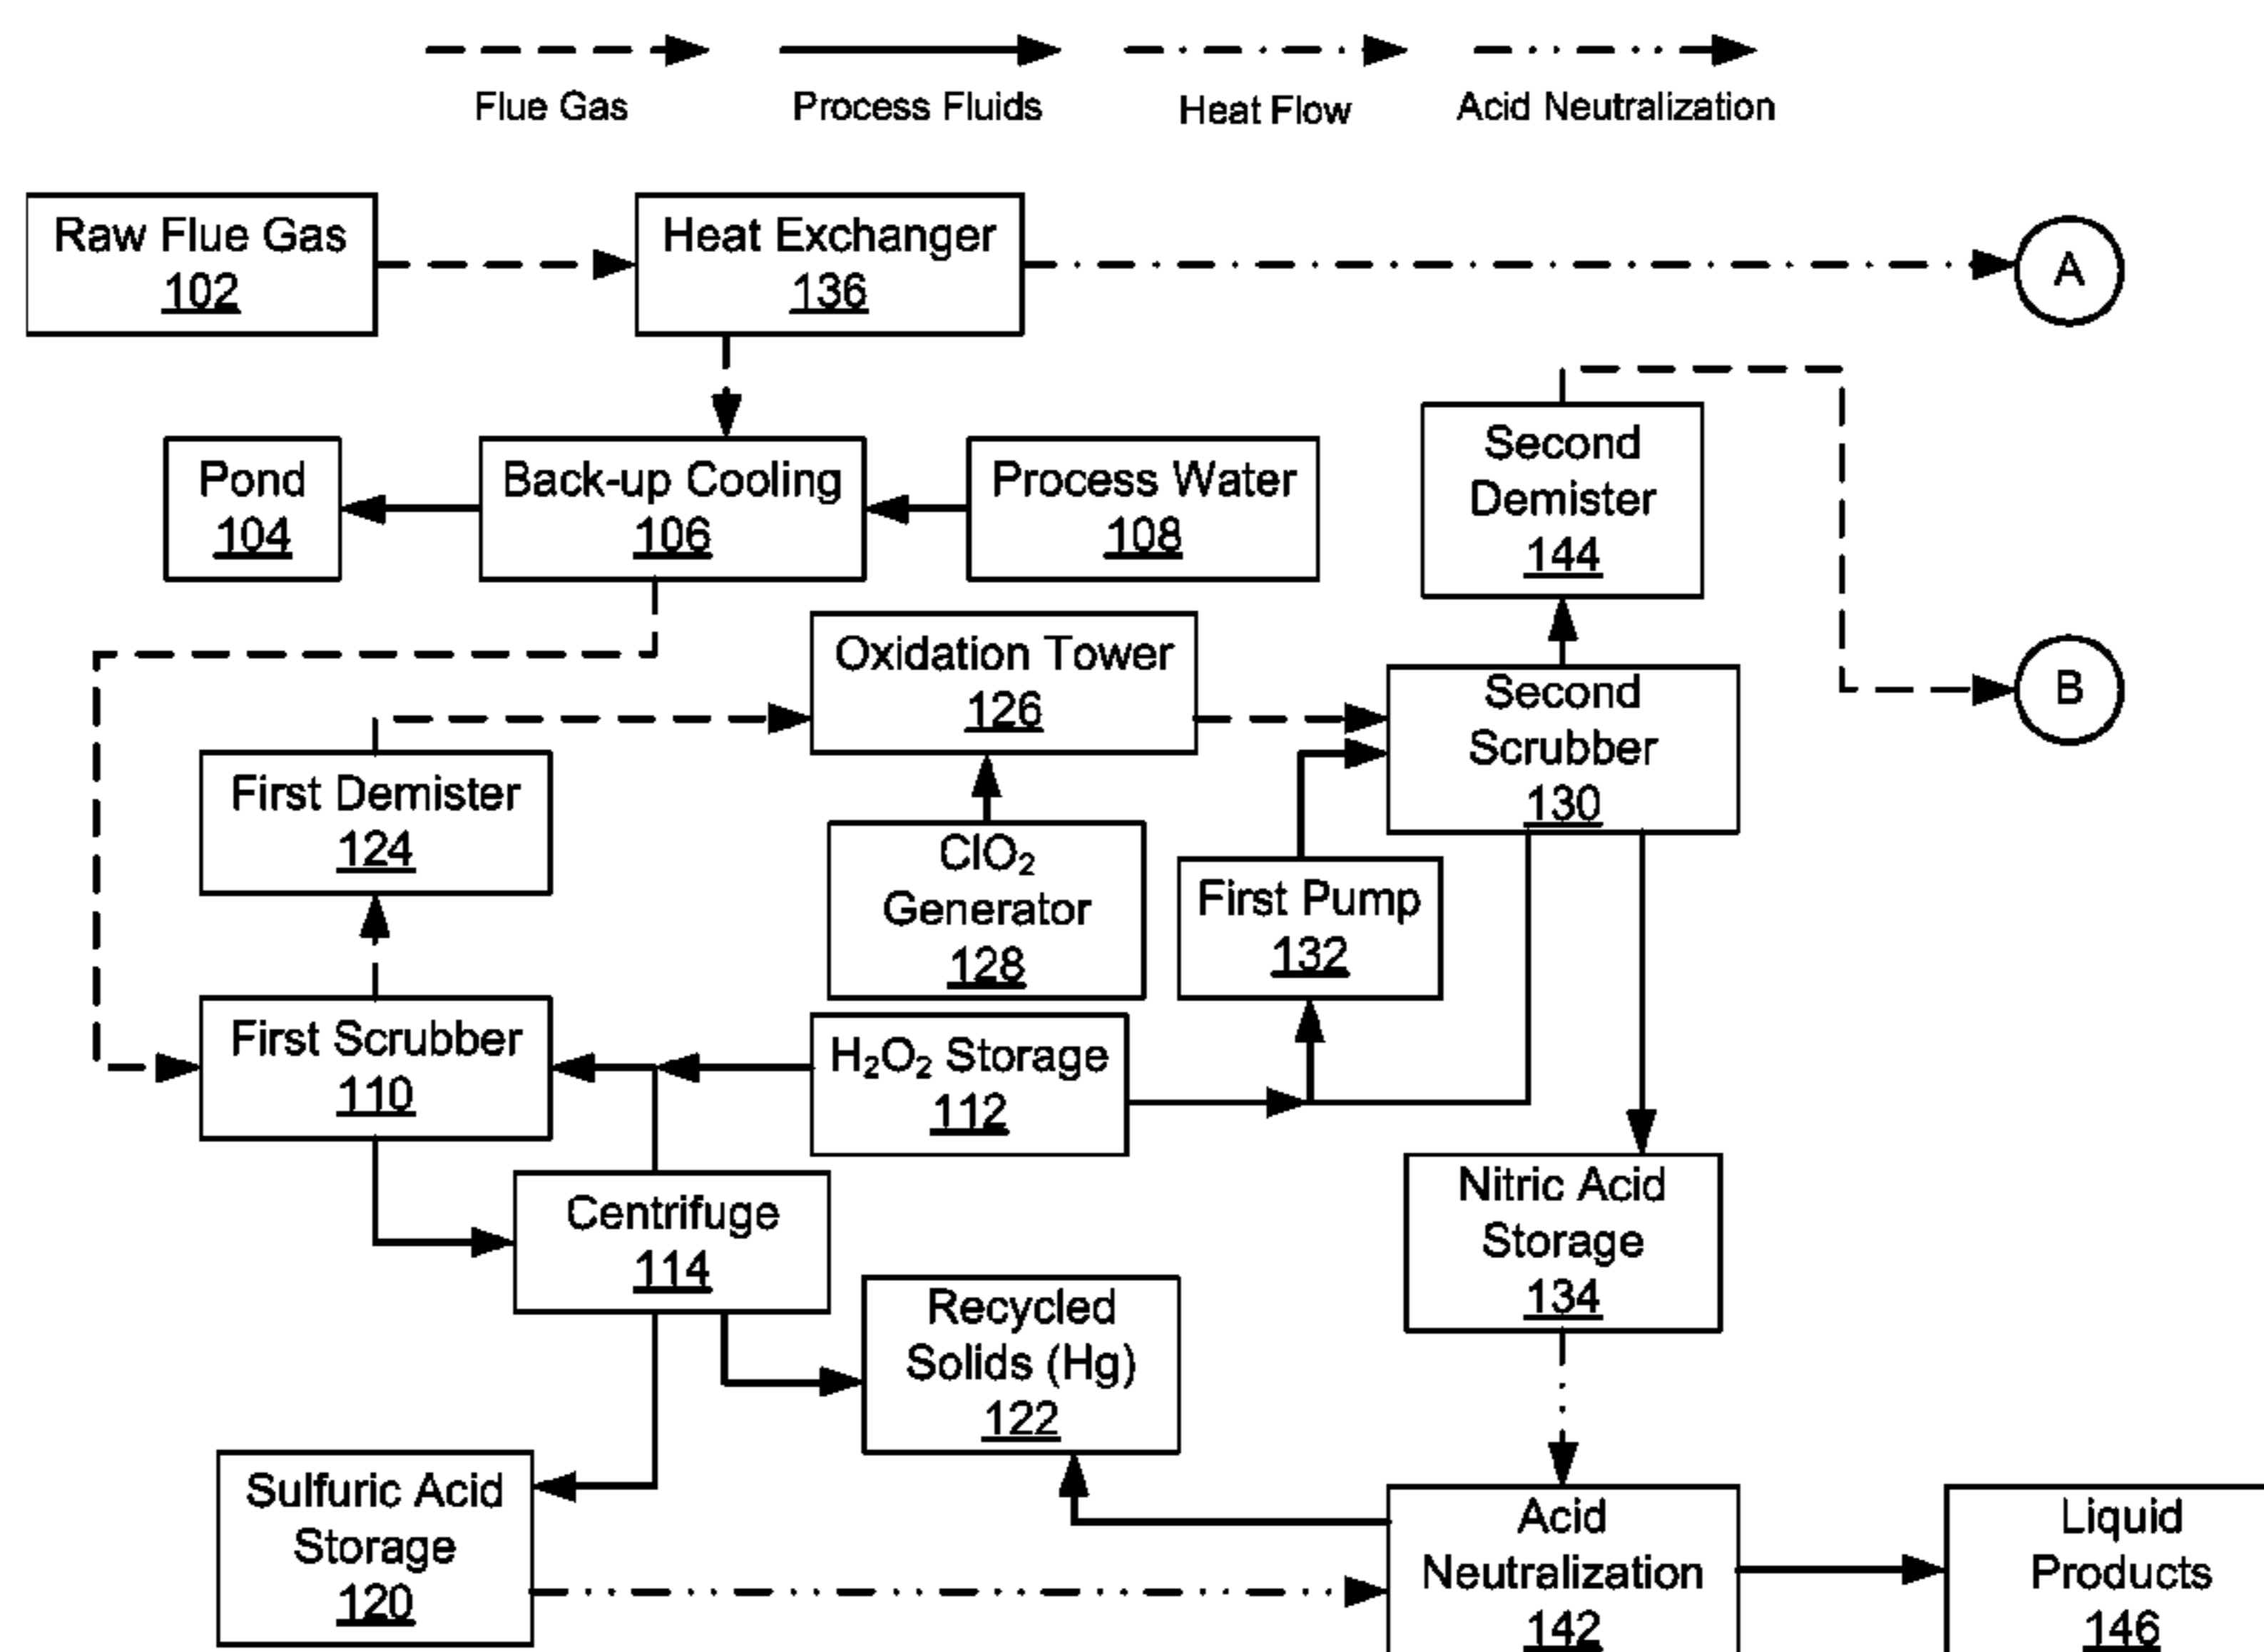 Flue Gas
Process Fluids
Heat Flow
Acid Neutralization
Raw Flue Gas
102
Heat Exchanger
136
A
Pond
104
Back-up Cooling
106
Process Water
108
Second
Demister
144
Oxidation Tower
126
Second
Scrubber
130
B
First Demister
124
ClO₂
Generator
128
First Pump
132
First Scrubber
110
H₂O₂ Storage
112
Centrifuge
114
Nitric Acid
Storage
134
Recycled
Solids (Hg)
122
Sulfuric Acid
Storage
120
Acid
Neutralization
142
Liquid
Products
146